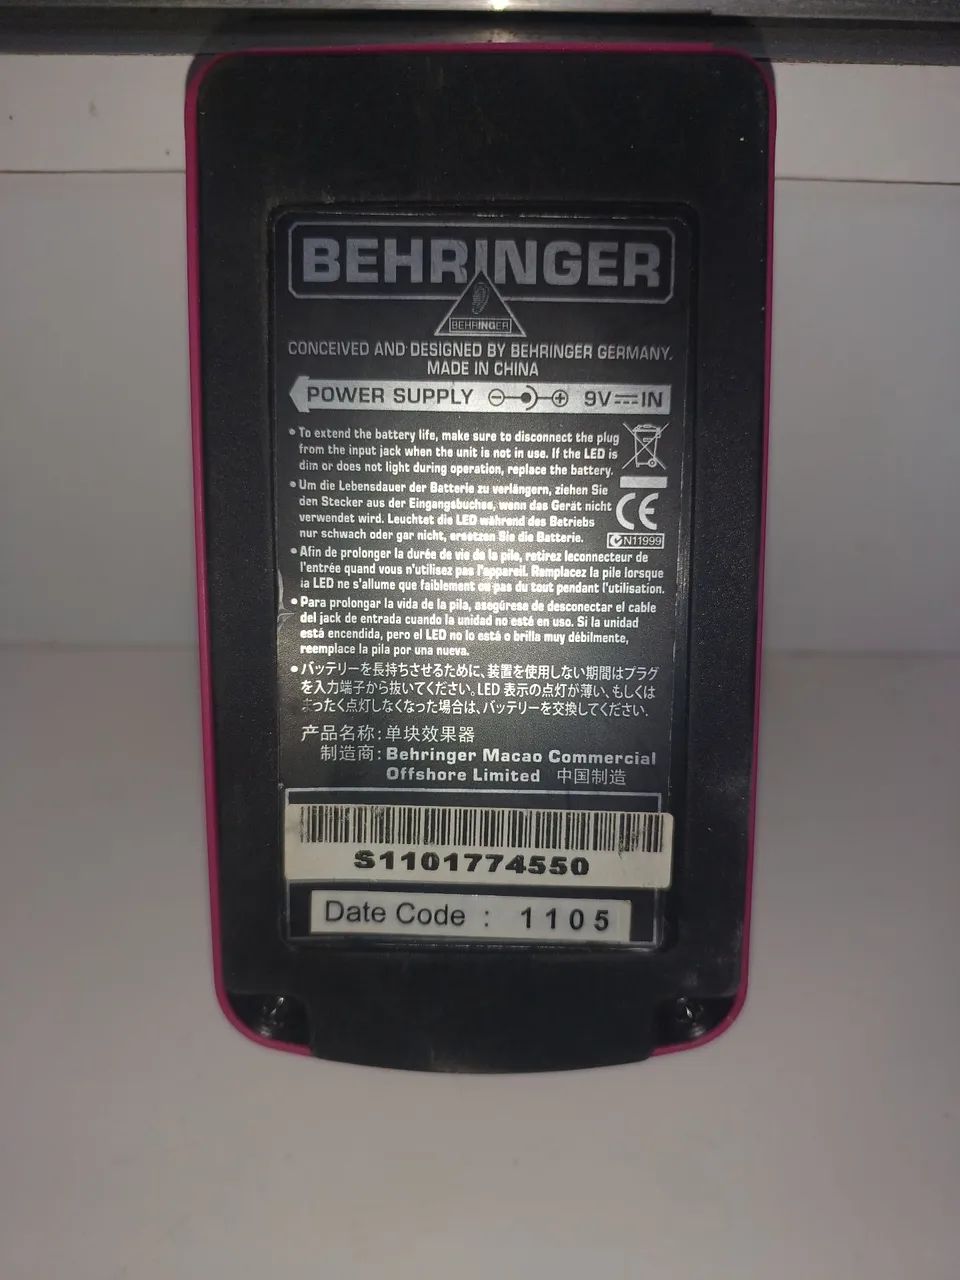 BEHRINGER
BEHRINGER
CONCEIVED AND DESIGNED BY BEHRINGER GERMANY.
MADE IN CHINA
POWER SUPPLY 9V IN
• To extend the battery life, make sure to disconnect the plug
from the input jack when the unit is not in use. If the LED is
dim or does not light during operation, replace the battery.
• Um die Lebensdauer der Batterie zu verlängern, ziehen Sie
den Stecker aus der Eingangsbuchse, wenn das Gerät nicht
verwendet wird. Leuchtet die LED während des Betriebs
nur schwach oder gar nicht, ersetzen Sie die Batterie.
CE
N11999
• Afin de prolonger la durée de vie de la pile, retirez leconnecteur de
l'entrée quand vous n'utilisez pas l'appareil. Remplacez la pile lorsque
la LED ne s'allume que faiblement ou pas du tout pendant l'utilisation.
• Para prolongar la vida de la pila, asegúrese de desconectar el cable
del jack de entrada cuando la unidad no esté en uso. Si la unidad
está encendida, pero el LED no lo está o brilla muy débilmente,
reemplace la pila por una nueva.
• バッテリーを長持ちさせるために、装置を使用しない期間はプラグ
を入力端子から抜いてください。LED 表示の点灯が薄い、もしくは
まったく点灯しなくなった場合は、バッテリーを交換してください.
产品名称: 单块效果器
制造商: Behringer Macao Commercial
Offshore Limited 中国制造
S1101774550
Date Code : 1105